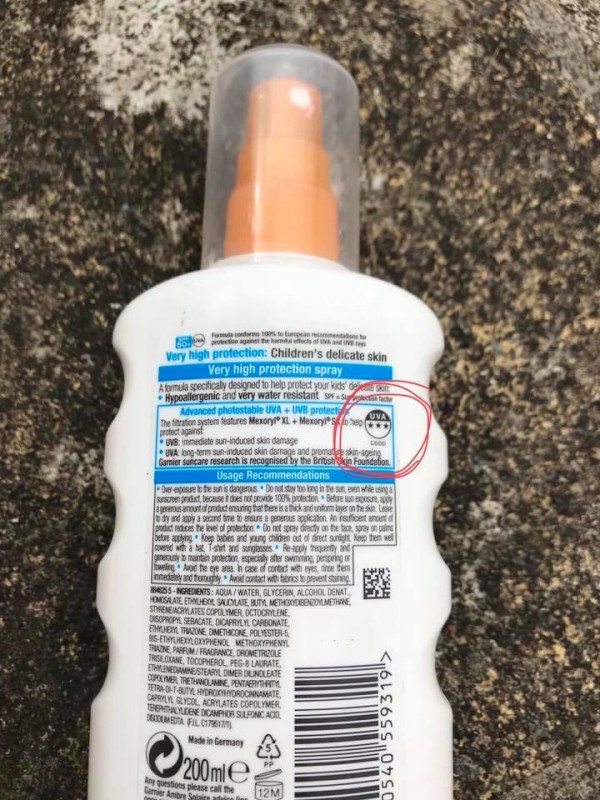 SPF 50+ UVA
Formula conforms 100% to European recommendations for
protection against the harmful effects of UVA and UVB rays
Very high protection: Children's delicate skin
Very high protection spray
A formula specifically designed to help protect your kids' delicate skin:
• Hypoallergenic and very water resistant SPF = Sun protection factor
Advanced photostable UVA + UVB protection
The filtration system features Mexoryl® XL + Mexoryl® SX to help
protect against:
• UVB: immediate sun-induced skin damage
• UVA: long-term sun-induced skin damage and premature skin-ageing
Garnier suncare research is recognised by the British Skin Foundation.
UVA
★★★
GOOD
Usage Recommendations
• Over-exposure to the sun is dangerous. • Do not stay too long in the sun, even while using a
sunscreen product, because it does not provide 100% protection. • Before sun exposure, apply
a generous amount of product ensuring that there is a thick and uniform layer on the skin. Leave
to dry and apply a second time to ensure a generous application. An insufficient amount of
product reduces the level of protection. • Do not spray directly on the face, spray on palms
before applying. • Keep babies and young children out of direct sunlight. Keep them well
covered with a hat, T-shirt and sunglasses. • Re-apply frequently and
generously to maintain protection, especially after swimming, perspiring or
towelling. • Avoid the eye area. In case of contact with eyes, rinse them
immediately and thoroughly. • Avoid contact with fabrics to prevent staining.
884625 5 - INGREDIENTS: AQUA / WATER, GLYCERIN, ALCOHOL DENAT.,
HOMOSALATE, ETHYLHEXYL SALICYLATE, BUTYL METHOXYDIBENZOYLMETHANE,
STYRENE/ACRYLATES COPOLYMER, OCTOCRYLENE,
DIISOPROPYL SEBACATE, DICAPRYLYL CARBONATE,
ETHYLHEXYL TRIAZONE, DIMETHICONE, POLYESTER-5,
BIS-ETHYLHEXYLOXYPHENOL METHOXYPHENYL
TRIAZINE, PARFUM / FRAGRANCE, DROMETRIZOLE
TRISILOXANE, TOCOPHEROL, PEG-8 LAURATE,
ETHYLENEDIAMINE/STEARYL DIMER DILINOLEATE
COPOLYMER, TRIETHANOLAMINE, PENTAERYTHRITYL
TETRA-DI-T-BUTYL HYDROXYHYDROCINNAMATE,
CAPRYLYL GLYCOL, ACRYLATES COPOLYMER,
TEREPHTHALYLIDENE DICAMPHOR SULFONIC ACID,
DISODIUM EDTA. (F.I.L. C179517/1)
Made in Germany
5
PP
200ml e
12 M
Any questions please call the
Garnier Ambre Solaire advice line
0540 559319 >